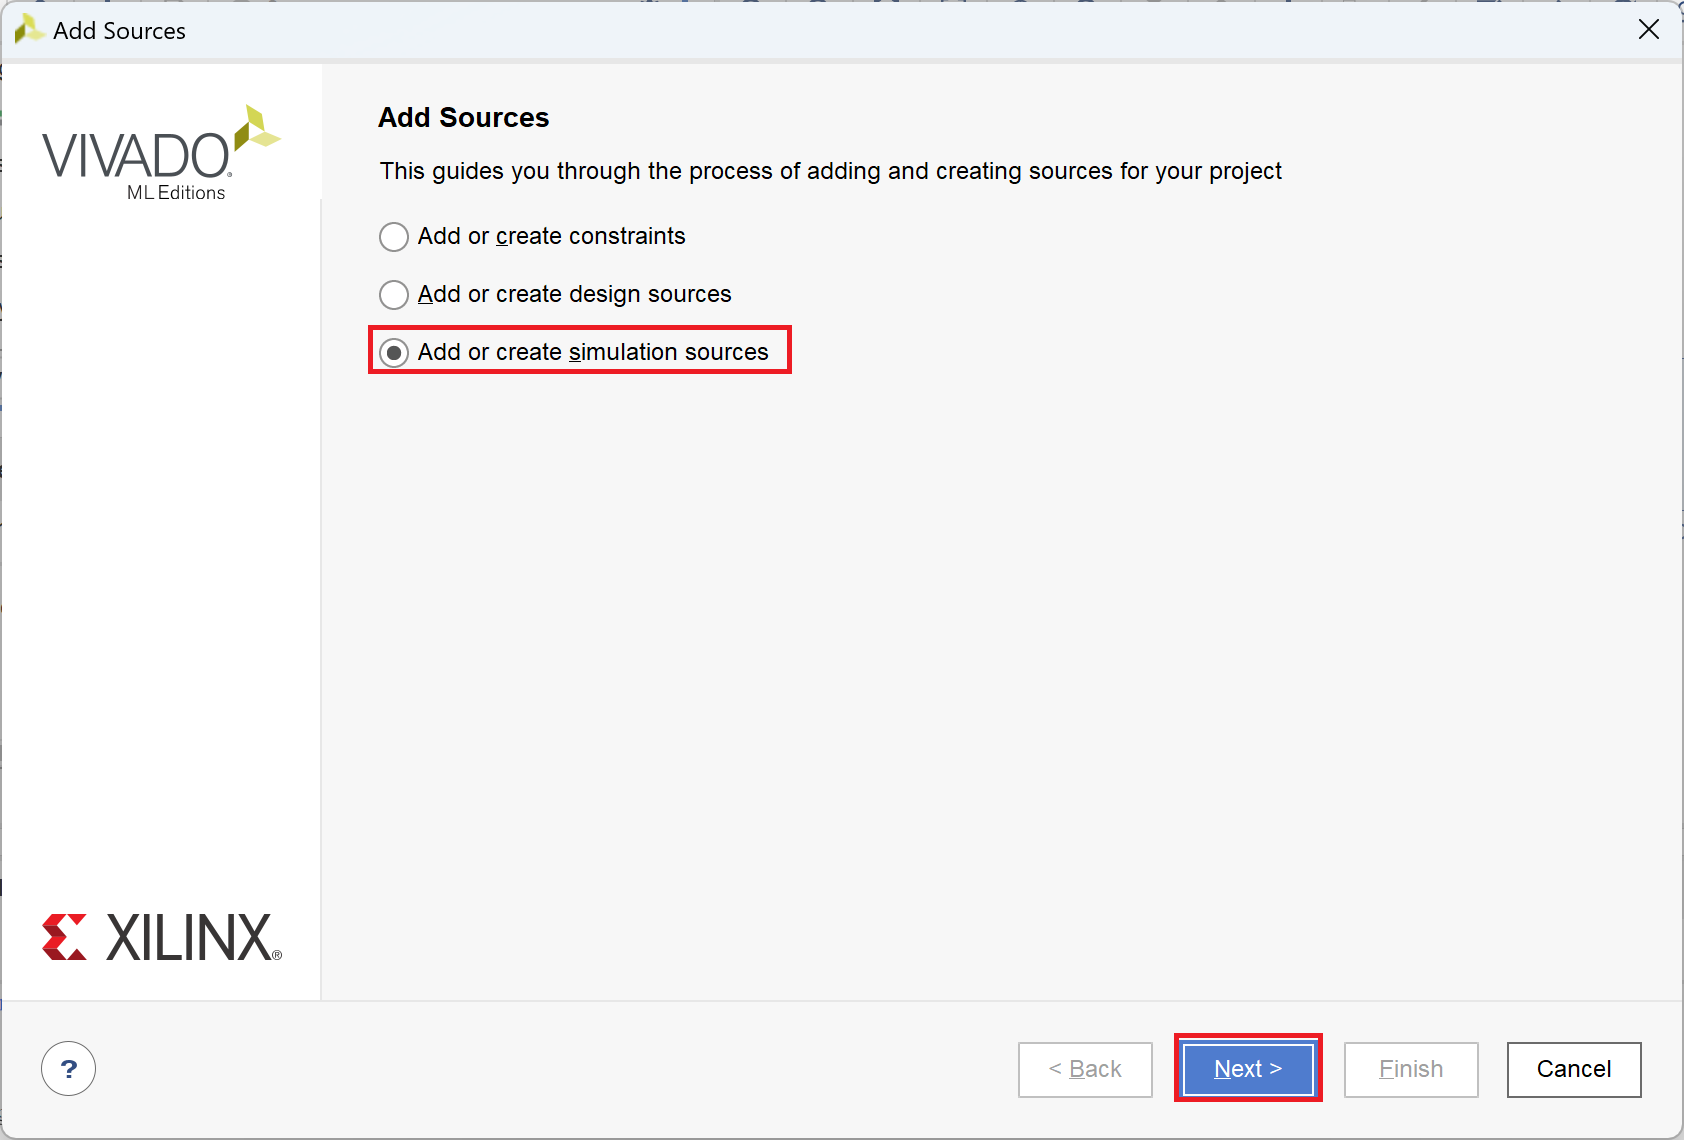 Add Sources
VIVADO®
ML Editions
Add Sources
This guides you through the process of adding and creating sources for your project
Add or create constraints
Add or create design sources
Add or create simulation sources
XILINX®
?
< Back
Next >
Finish
Cancel